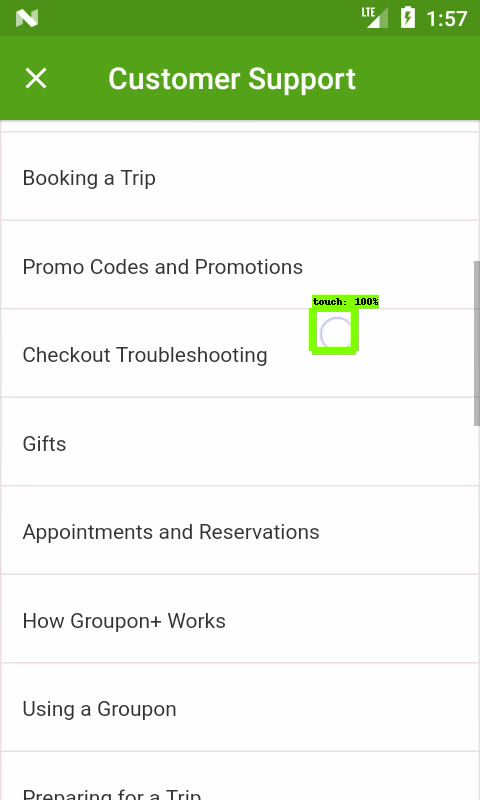 LTE 1:57
Customer Support
Booking a Trip
Promo Codes and Promotions
touch: 100%
Checkout Troubleshooting
Gifts
Appointments and Reservations
How Groupon+ Works
Using a Groupon
Preparing for a Trip